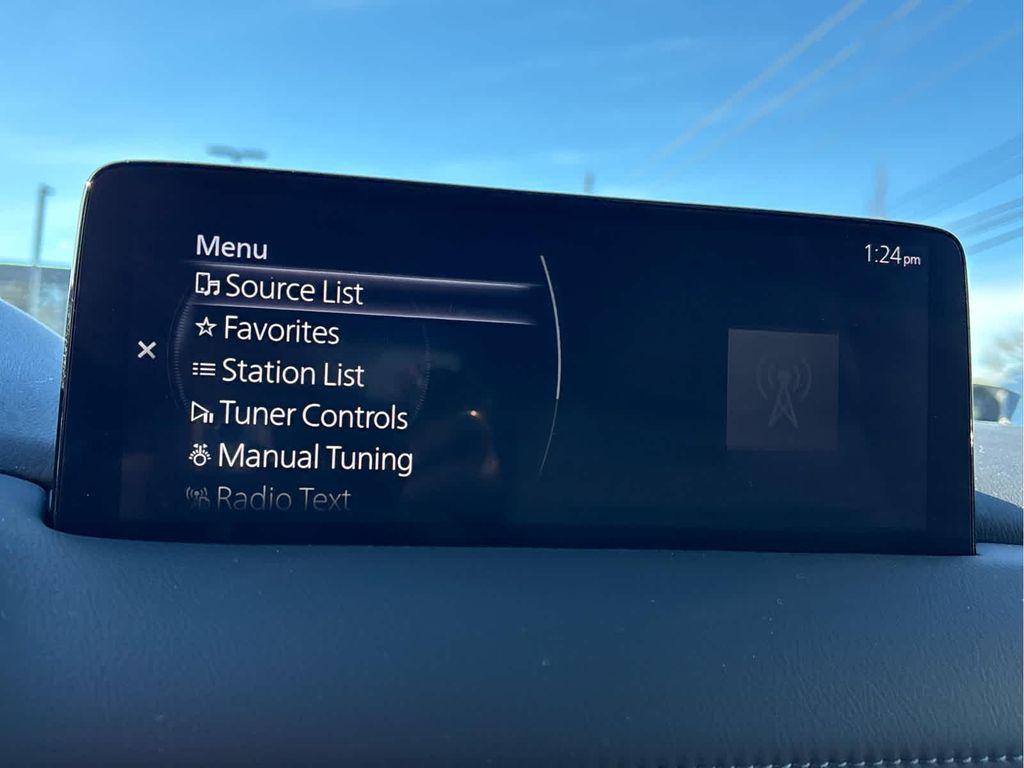 Menu
1:24pm
Source List
Favorites
Station List
Tuner Controls
Manual Tuning
Radio Text